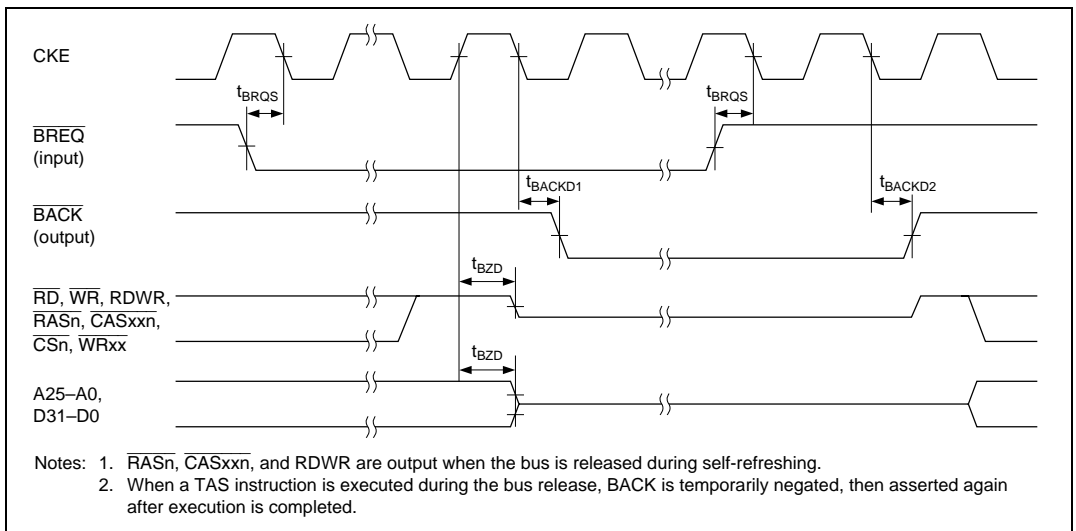 CKE
tBRQS
tBRQS
BREQ
(input)
tBACKD1
tBACKD2
BACK
(output)
tBZD
RD, WR, RDWR,
RASn, CASxxn,
CSn, WRxx
tBZD
A25–A0,
D31–D0
Notes: 1. RASn, CASxxn, and RDWR are output when the bus is released during self-refreshing.
2. When a TAS instruction is executed during the bus release, BACK is temporarily negated, then asserted again
after execution is completed.